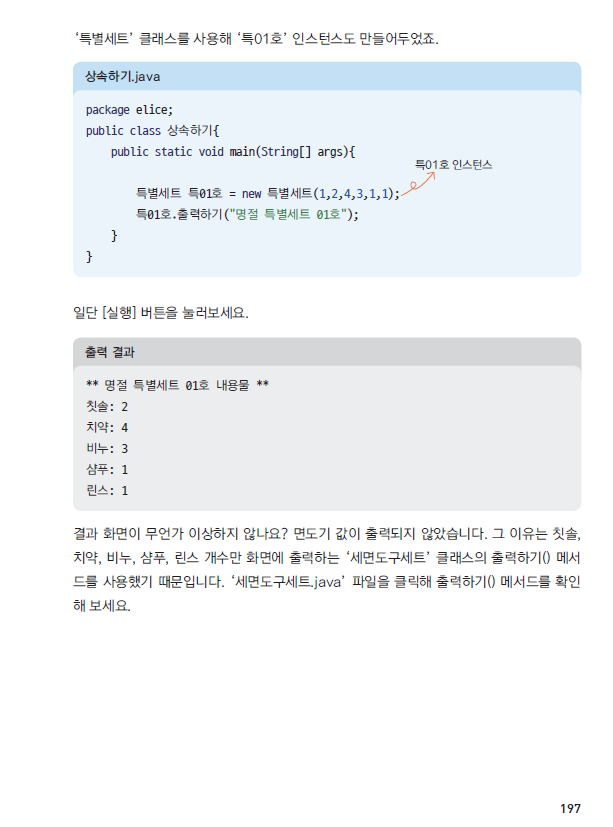 ‘특별세트’ 클래스를 사용해 ‘특01호’ 인스턴스도 만들어두었죠.
상속하기.java
package elice;
public class 상속하기{
public static void main(String[] args){
특01호 인스턴스
특별세트 특01호 = new 특별세트(1,2,4,3,1,1);
특01호.출력하기("명절 특별세트 01호");
}
}
일단 [실행] 버튼을 눌러보세요.
출력 결과
** 명절 특별세트 01호 내용물 **
칫솔: 2
치약: 4
비누: 3
샴푸: 1
린스: 1
결과 화면이 무언가 이상하지 않나요? 면도기 값이 출력되지 않았습니다. 그 이유는 칫솔,
치약, 비누, 샴푸, 린스 개수만 화면에 출력하는 ‘세면도구세트’ 클래스의 출력하기() 메서
드를 사용했기 때문입니다. ‘세면도구세트.java’ 파일을 클릭해 출력하기() 메서드를 확인
해 보세요.
197